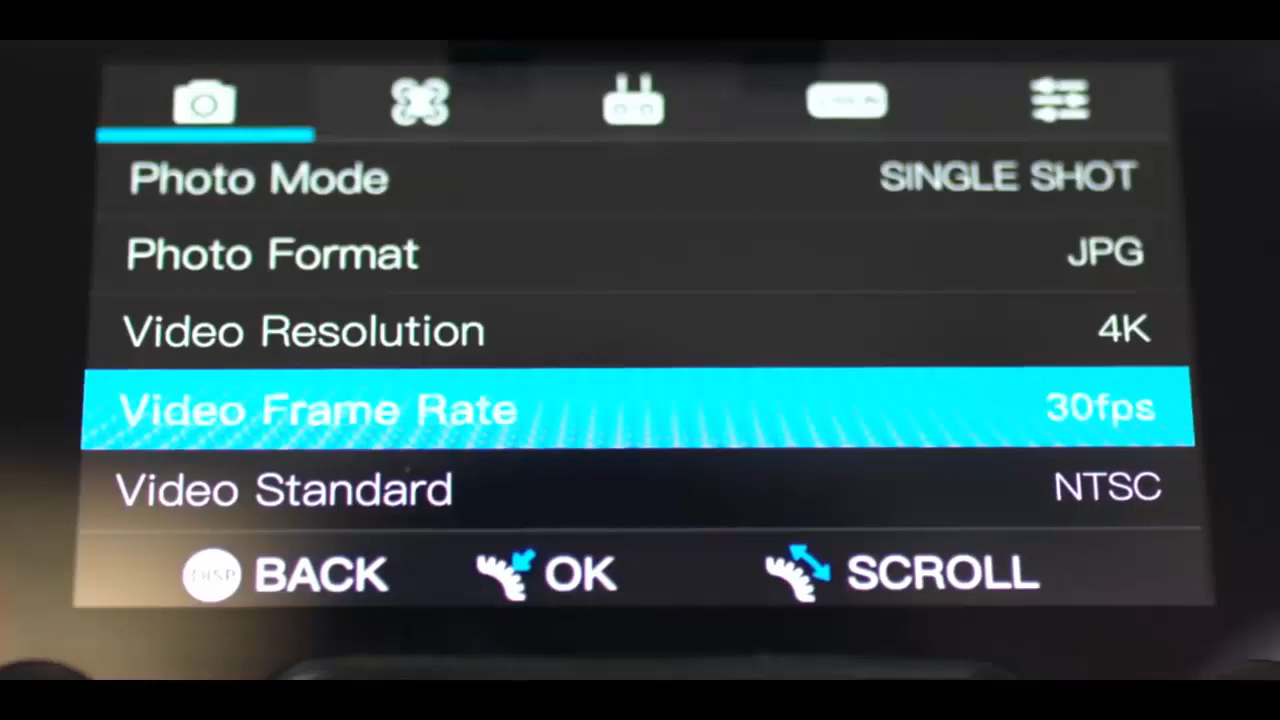 Photo Mode SINGLE SHOT
Photo Format JPG
Video Resolution 4K
Video Frame Rate 30fps
Video Standard NTSC
DISP BACK OK SCROLL